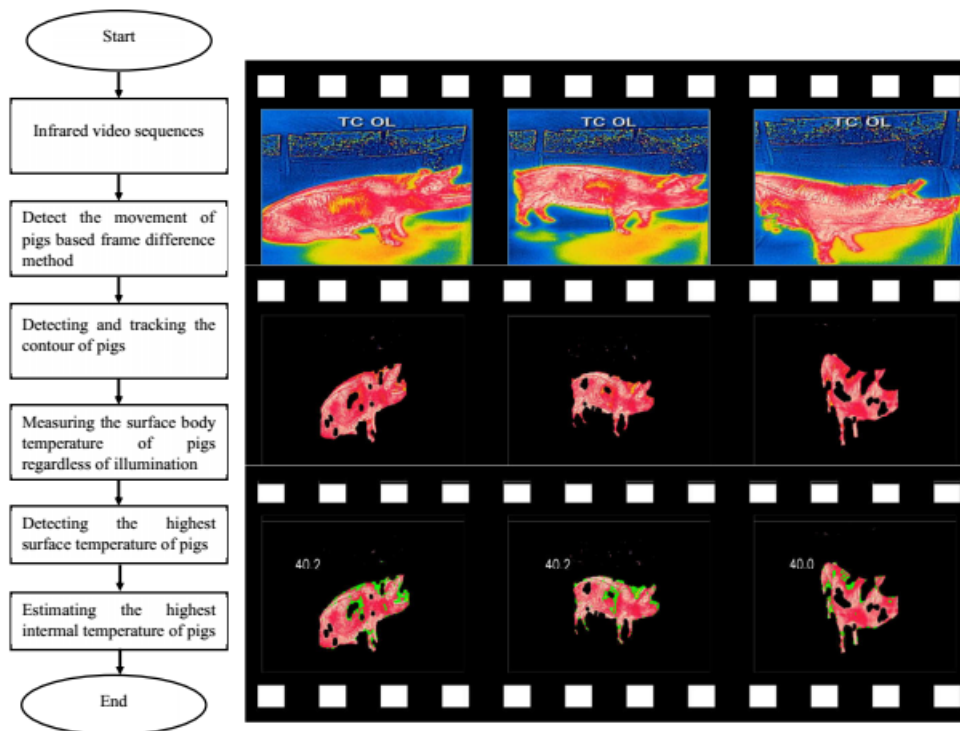 Start
Infrared video sequences
Detect the movement of
pigs based frame difference
method
Detecting and tracking the
contour of pigs
Measuring the surface body
temperature of pigs
regardless of illumination
Detecting the highest
surface temperature of pigs
Estimating the highest
intermal temperature of pigs
End
TC OL
TC OL
TC OL
40.2
40.2
40.0